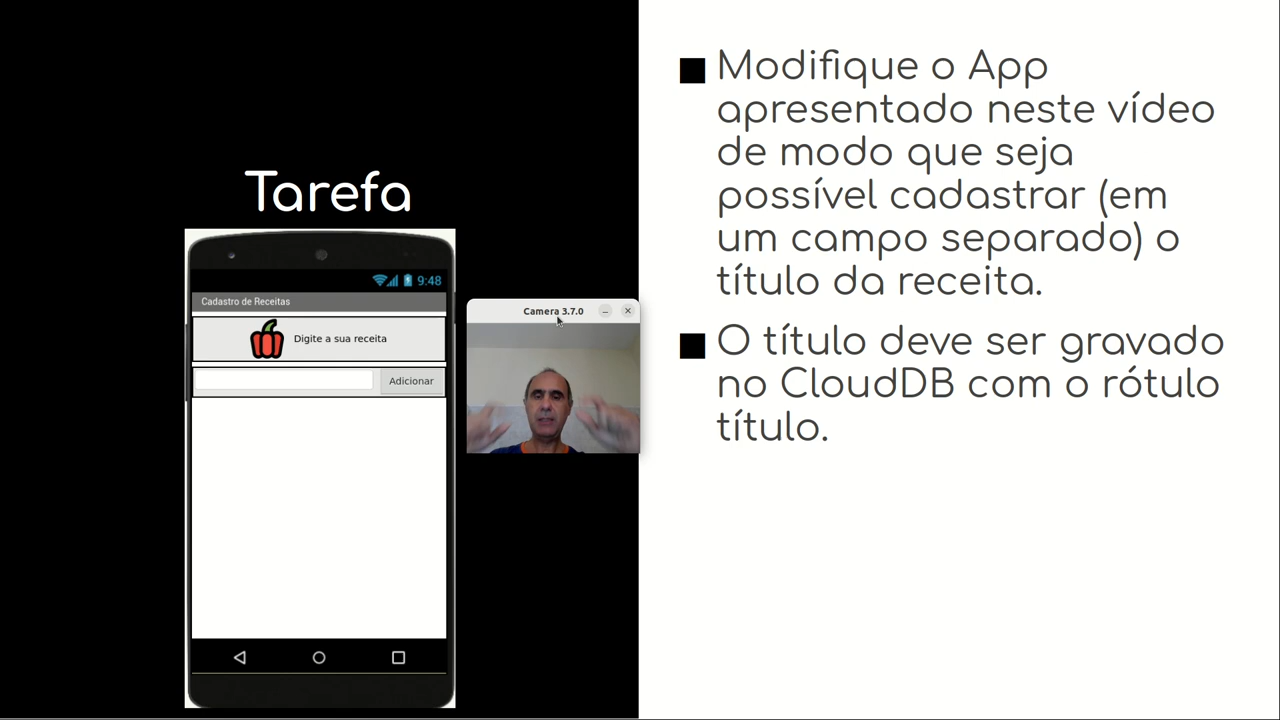 Tarefa
9:48
Cadastro de Receitas
Digite a sua receita
Adicionar
Camera 3.7.0
Modifique o App
apresentado neste vídeo
de modo que seja
possível cadastrar (em
um campo separado) o
título da receita.
O título deve ser gravado
no CloudDB com o rótulo
título.